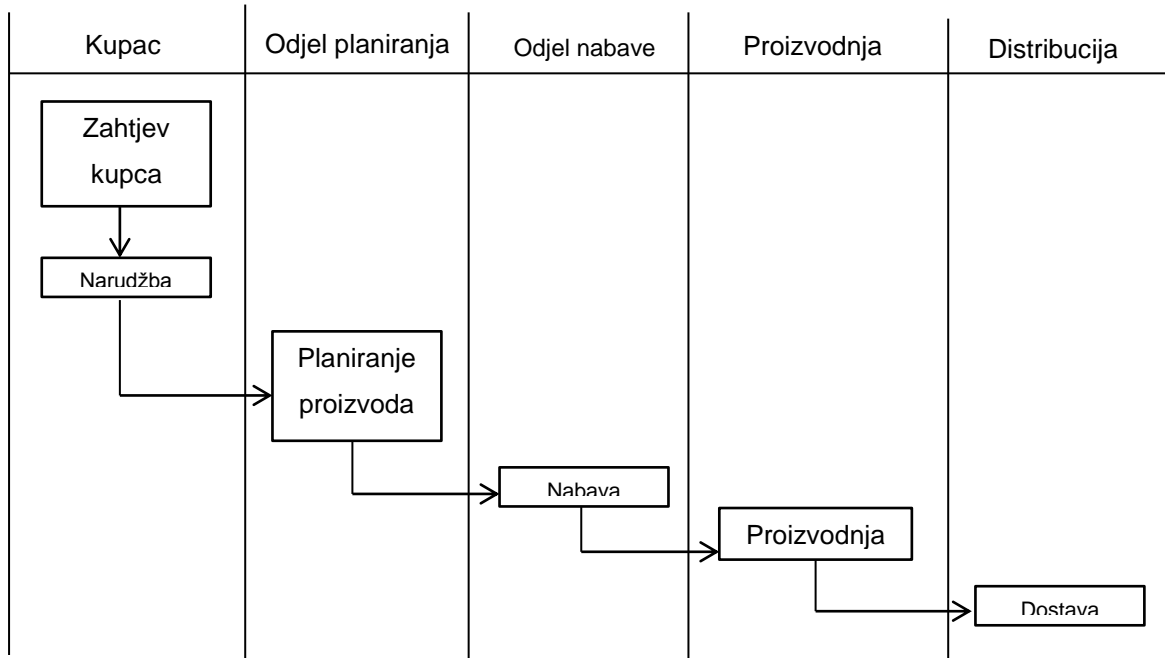 Kupac
Odjel planiranja
Odjel nabave
Proizvodnja
Distribucija
Zahtjev
kupca
Narudžba
Planiranje
proizvoda
Nabava
Proizvodnja
Dostava